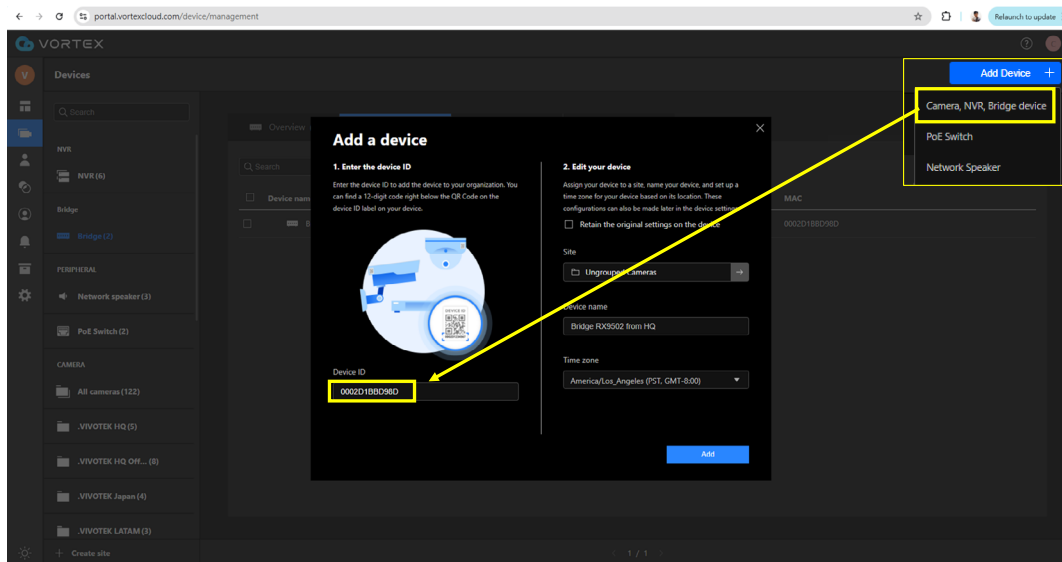 portal.vortexcloud.com/device/management
Relaunch to update
VORTEX
V
Devices
Add Device +
Camera, NVR, Bridge device
PoE Switch
Network Speaker
Search
NVR
NVR (6)
Bridge
Bridge (2)
PERIPHERAL
Network speaker (3)
PoE Switch (2)
CAMERA
All cameras (122)
.VIVOTEK HQ (5)
.VIVOTEK HQ Off... (8)
.VIVOTEK Japan (4)
.VIVOTEK LATAM (3)
+ Create site
Overview
Search
Device nam
MAC
B
0002D1BBD98D
Add a device
1. Enter the device ID
Enter the device ID to add the device to your organization. You
can find a 12-digit code right below the QR Code on the
device ID label on your device.
DEVICE ID
Device ID
0002D1BBD98D
2. Edit your device
Assign your device to a site, name your device, and set up a
time zone for your device based on its location. These
configurations can also be made later in the device settings
Retain the original settings on the device
Site
Ungrouped Cameras
Device name
Bridge RX9502 from HQ
Time zone
America/Los_Angeles (PST, GMT-8:00)
Add
1 / 1